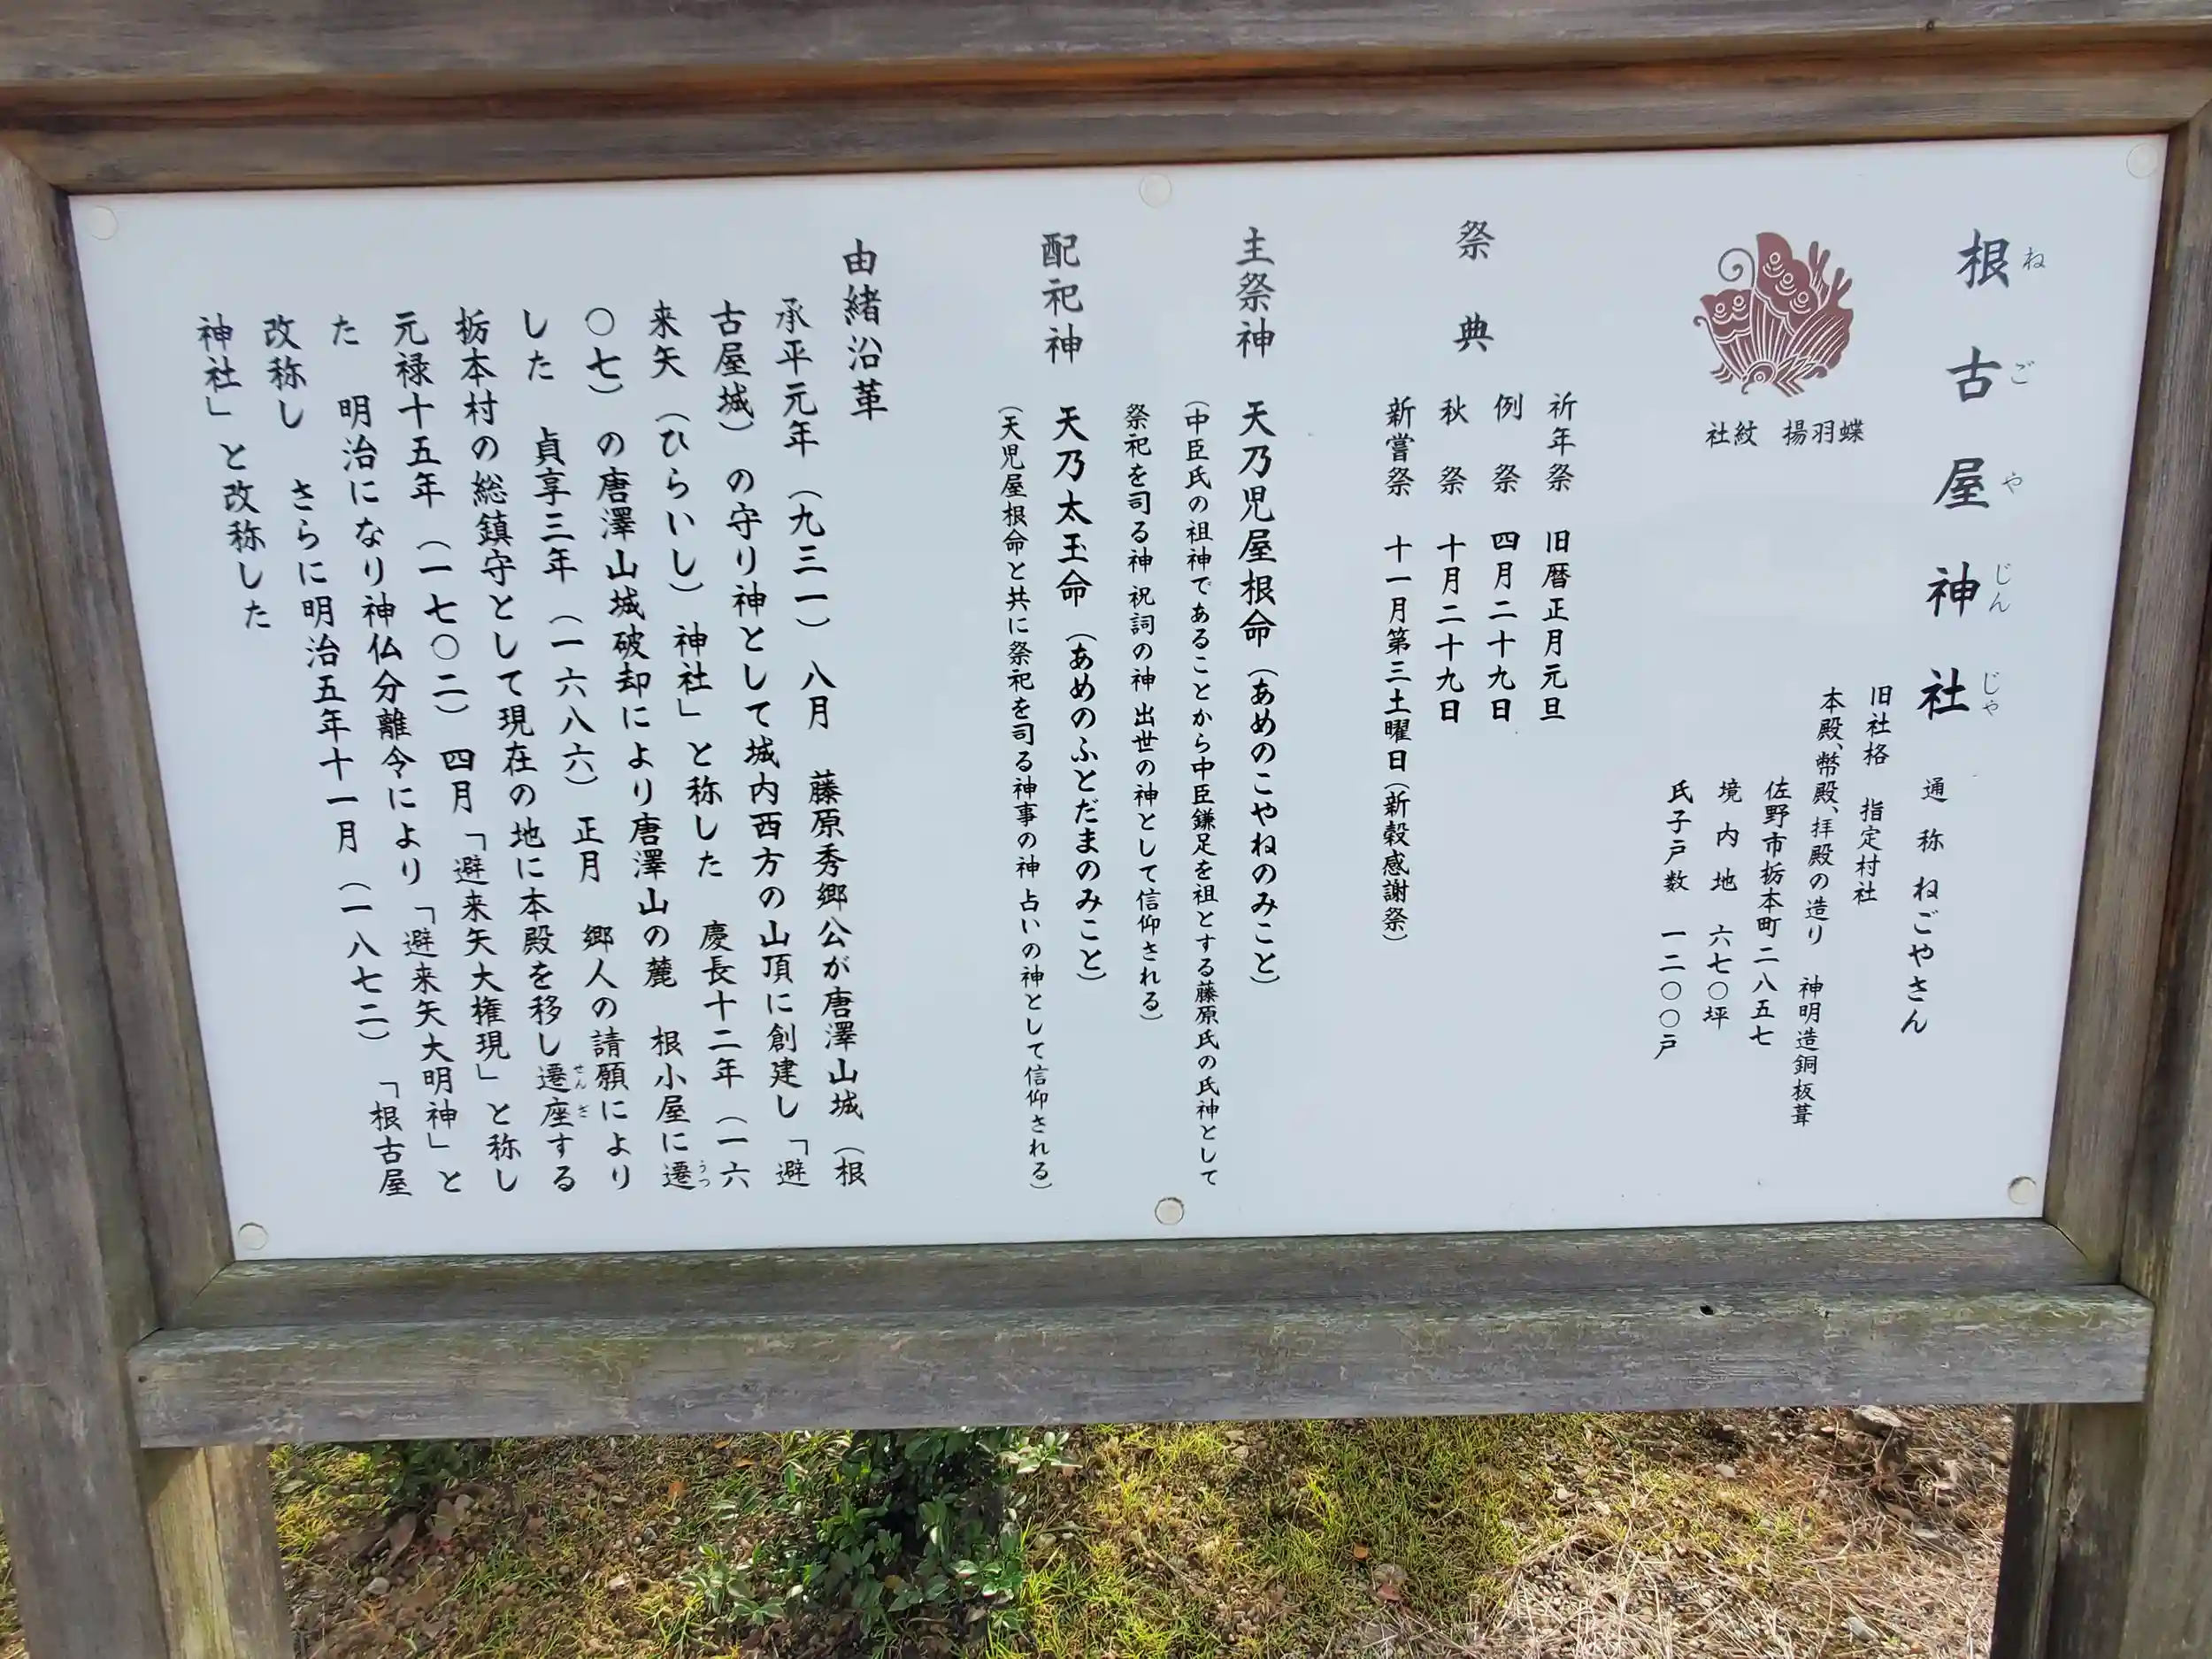 根古屋神社 通称 ねごやさん
ねごやじんじゃ
旧社格 指定村社
本殿、幣殿、拝殿の造り 神明造銅板葺
佐野市栃本町二八五七
境内地 六七〇坪
氏子戸数 一二〇〇戸
社紋 揚羽蝶
祭典
祈年祭 旧暦正月元旦
例祭 四月二十九日
秋祭 十月二十九日
新嘗祭 十一月第三土曜日(新穀感謝祭)
主祭神 天乃児屋根命(あめのこやねのみこと)
(中臣氏の祖神であることから中臣鎌足を祖とする藤原氏の氏神として
祭祀を司る神 祝詞の神 出世の神として信仰される)
配祀神 天乃太玉命(あめのふとだまのみこと)
(天児屋根命と共に祭祀を司る神事の神 占いの神として信仰される)
由緒沿革
承平元年(九三一)八月 藤原秀郷公が唐澤山城(根
古屋城)の守り神として城内西方の山頂に創建し「避
来矢(ひらいし)神社」と称した 慶長十二年(一六
〇七)の唐澤山城破却により唐澤山の麓 根小屋に遷
うつ
した 貞享三年(一六八六)正月 郷人の請願により
栃本村の総鎮守として現在の地に本殿を移し遷座する
せんざ
元禄十五年(一七〇二)四月「避来矢大権現」と称し
た 明治になり神仏分離令により「避来矢大明神」と
改称し さらに明治五年十一月(一八七二)「根古屋
神社」と改称した